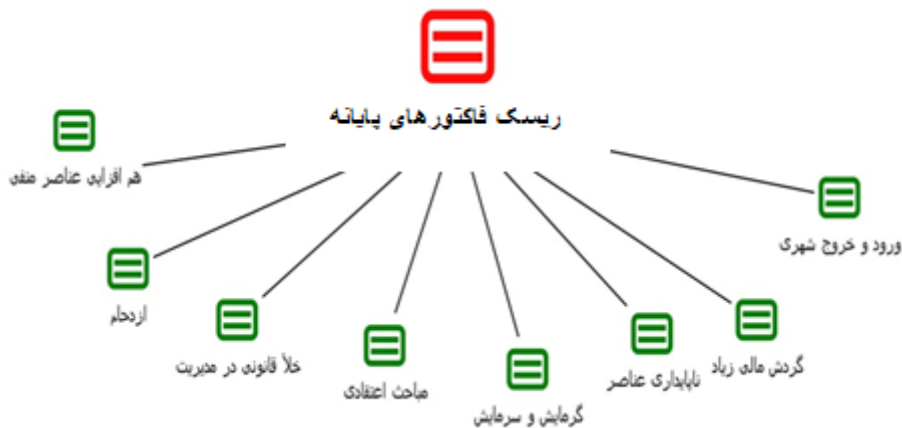 ریسک فاکتورهای پایانه
ورود و خروج شهری
گردش مالی زیاد
ناپایداری عناصر
گرمایش و سرمایش
مباحث اعتقادی
خلأ قانونی در مدیریت
ازدحام
هم افزایی عناصر منفی